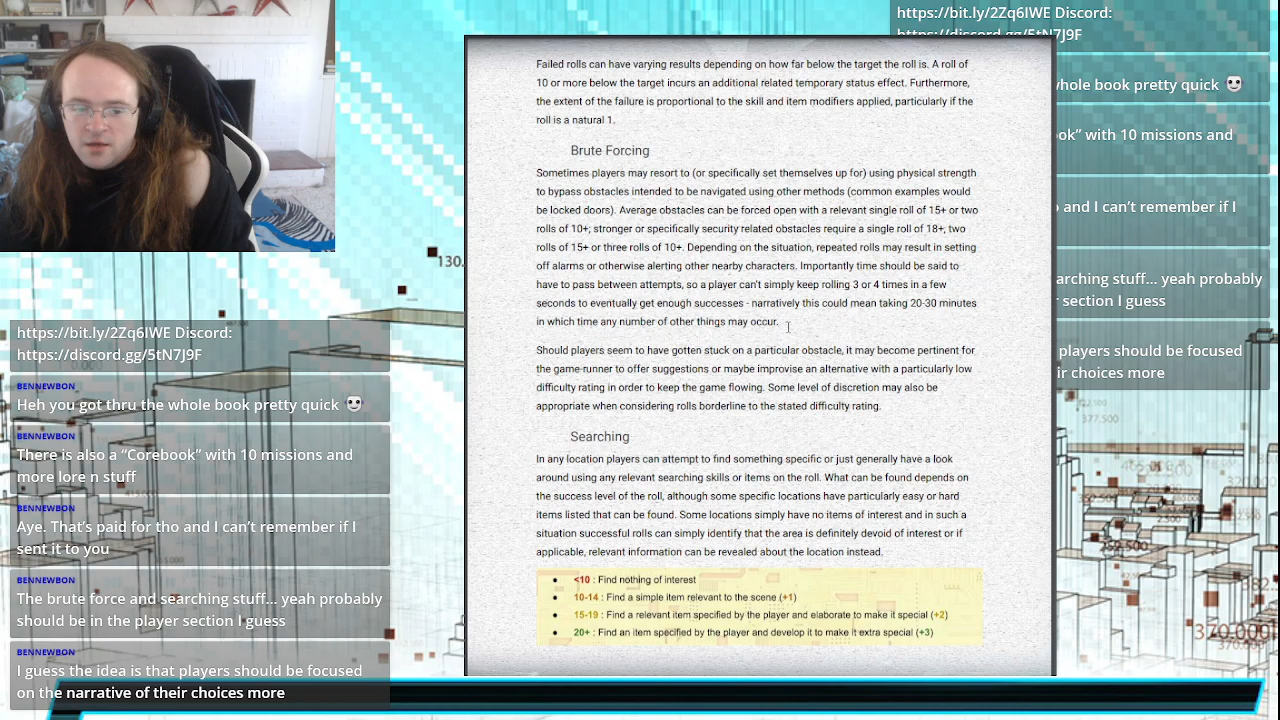 https://bit.ly/2Zq6IWE Discord:
https://discord.gg/5tN7J9F
whole book pretty quick
ok” with 10 missions and
o and I can’t remember if I
arching stuff… yeah probably
r section I guess
players should be focused
ir choices more
Failed rolls can have varying results depending on how far below the target the roll is. A roll of
10 or more below the target incurs an additional related temporary status effect. Furthermore,
the extent of the failure is proportional to the skill and item modifiers applied, particularly if the
roll is a natural 1.
Brute Forcing
Sometimes players may resort to (or specifically set themselves up for) using physical strength
to bypass obstacles intended to be navigated using other methods (common examples would
be locked doors). Average obstacles can be forced open with a relevant single roll of 15+ or two
rolls of 10+; stronger or specifically security related obstacles require a single roll of 18+, two
rolls of 15+ or three rolls of 10+. Depending on the situation, repeated rolls may result in setting
off alarms or otherwise alerting other nearby characters. Importantly time should be said to
have to pass between attempts, so a player can't simply keep rolling 3 or 4 times in a few
seconds to eventually get enough successes - narratively this could mean taking 20-30 minutes
in which time any number of other things may occur.
Should players seem to have gotten stuck on a particular obstacle, it may become pertinent for
the game-runner to offer suggestions or maybe improvise an alternative with a particularly low
difficulty rating in order to keep the game flowing. Some level of discretion may also be
appropriate when considering rolls borderline to the stated difficulty rating.
Searching
In any location players can attempt to find something specific or just generally have a look
around using any relevant searching skills or items on the roll. What can be found depends on
the success level of the roll, although some specific locations have particularly easy or hard
items listed that can be found. Some locations simply have no items of interest and in such a
situation successful rolls can simply identify that the area is definitely devoid of interest or if
applicable, relevant information can be revealed about the location instead.
• <10 : Find nothing of interest
• 10-14 : Find a simple item relevant to the scene (+1)
• 15-19 : Find a relevant item specified by the player and elaborate to make it special (+2)
• 20+ : Find an item specified by the player and develop it to make it extra special (+3)
https://bit.ly/2Zq6IWE Discord:
https://discord.gg/5tN7J9F
BENNEWBON
Heh you got thru the whole book pretty quick
BENNEWBON
There is also a “Corebook” with 10 missions and
more lore n stuff
BENNEWBON
Aye. That’s paid for tho and I can’t remember if I
sent it to you
BENNEWBON
The brute force and searching stuff… yeah probably
should be in the player section I guess
BENNEWBON
I guess the idea is that players should be focused
on the narrative of their choices more
130.
377.500
370.000